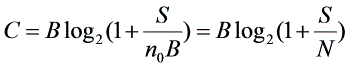 C = B log₂(1 + S/(n₀B)) = B log₂(1 + S/N)